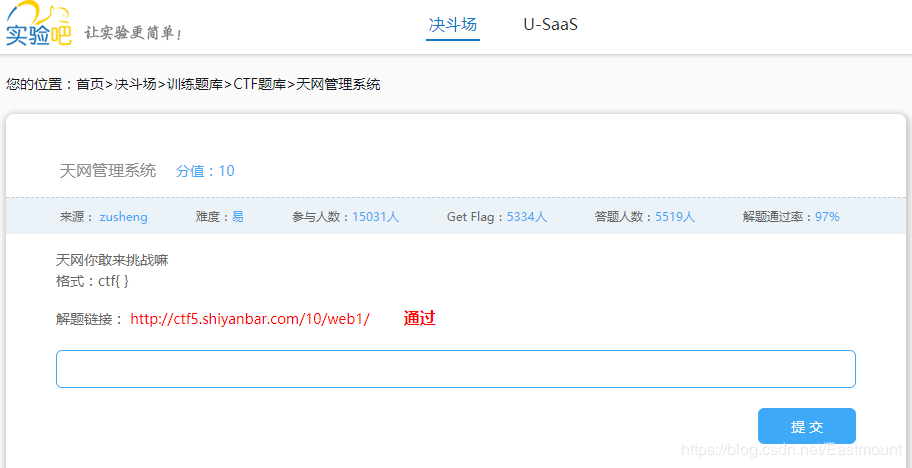 实验吧 让实验更简单!
决斗场 U-SaaS
您的位置：首页>决斗场>训练题库>CTF题库>天网管理系统
天网管理系统 分值：10
来源： zusheng 难度：易 参与人数：15031人 Get Flag：5334人 答题人数：5519人 解题通过率：97%
天网你敢来挑战嘛
格式：ctf{ }
解题链接： http://ctf5.shiyanbar.com/10/web1/ 通过
提 交
https://blog.csdn.net/Eastmount